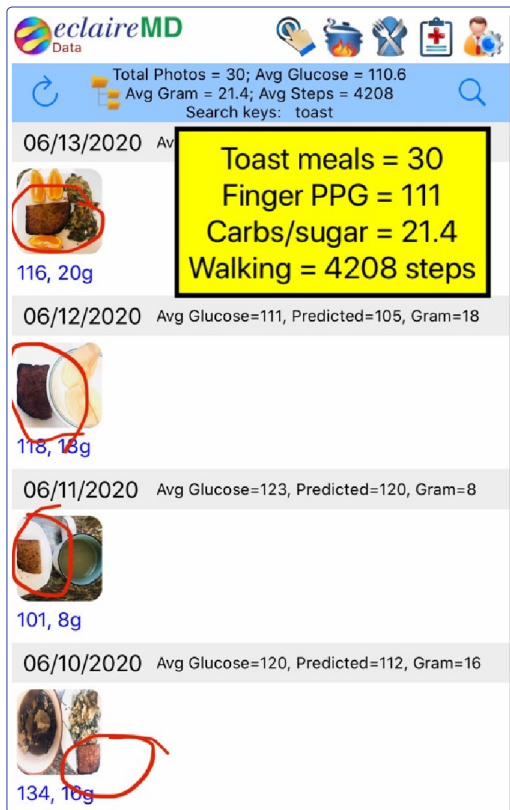 eclaireMD
Data
Total Photos = 30; Avg Glucose = 110.6
Avg Gram = 21.4; Avg Steps = 4208
Search keys: toast
06/13/2020 Av
Toast meals = 30
Finger PPG = 111
Carbs/sugar = 21.4
Walking = 4208 steps
116, 20g
06/12/2020 Avg Glucose=111, Predicted=105, Gram=18
118, 18g
06/11/2020 Avg Glucose=123, Predicted=120, Gram=8
101, 8g
06/10/2020 Avg Glucose=120, Predicted=112, Gram=16
134, 16g